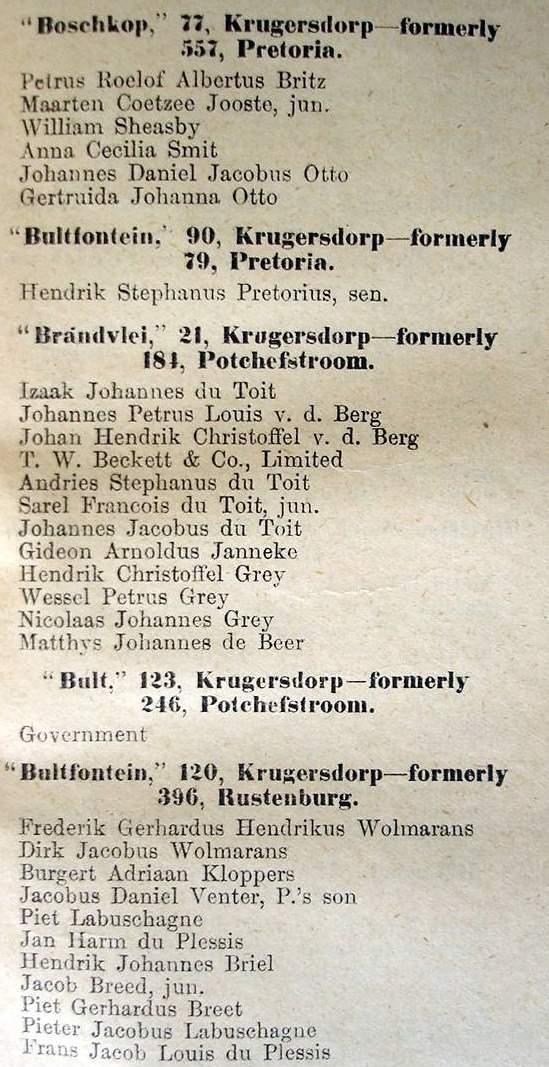 "Boschkop," 77, Krugersdorp—formerly
557, Pretoria.
Petrus Roelof Albertus Britz
Maarten Coetzee Jooste, jun.
William Sheasby
Anna Cecilia Smit
Johannes Daniel Jacobus Otto
Gertruida Johanna Otto
"Bultfontein," 90, Krugersdorp—formerly
79, Pretoria.
Hendrik Stephanus Pretorius, sen.
"Brandvlei," 21, Krugersdorp—formerly
184, Potchefstroom.
Izaak Johannes du Toit
Johannes Petrus Louis v. d. Berg
Johan Hendrik Christoffel v. d. Berg
T. W. Beckett & Co., Limited
Andries Stephanus du Toit
Sarel Francois du Toit, jun.
Johannes Jacobus du Toit
Gideon Arnoldus Janneke
Hendrik Christoffel Grey
Wessel Petrus Grey
Nicolaas Johannes Grey
Matthys Johannes de Beer
"Bult," 123, Krugersdorp—formerly
246, Potchefstroom.
Government
"Bultfontein," 120, Krugersdorp—formerly
396, Rustenburg.
Frederik Gerhardus Hendrikus Wolmarans
Dirk Jacobus Wolmarans
Burgert Adriaan Kloppers
Jacobus Daniel Venter, P.'s son
Piet Labuschagne
Jan Harm du Plessis
Hendrik Johannes Briel
Jacob Breed, jun.
Piet Gerhardus Breet
Pieter Jacobus Labuschagne
Frans Jacob Louis du Plessis